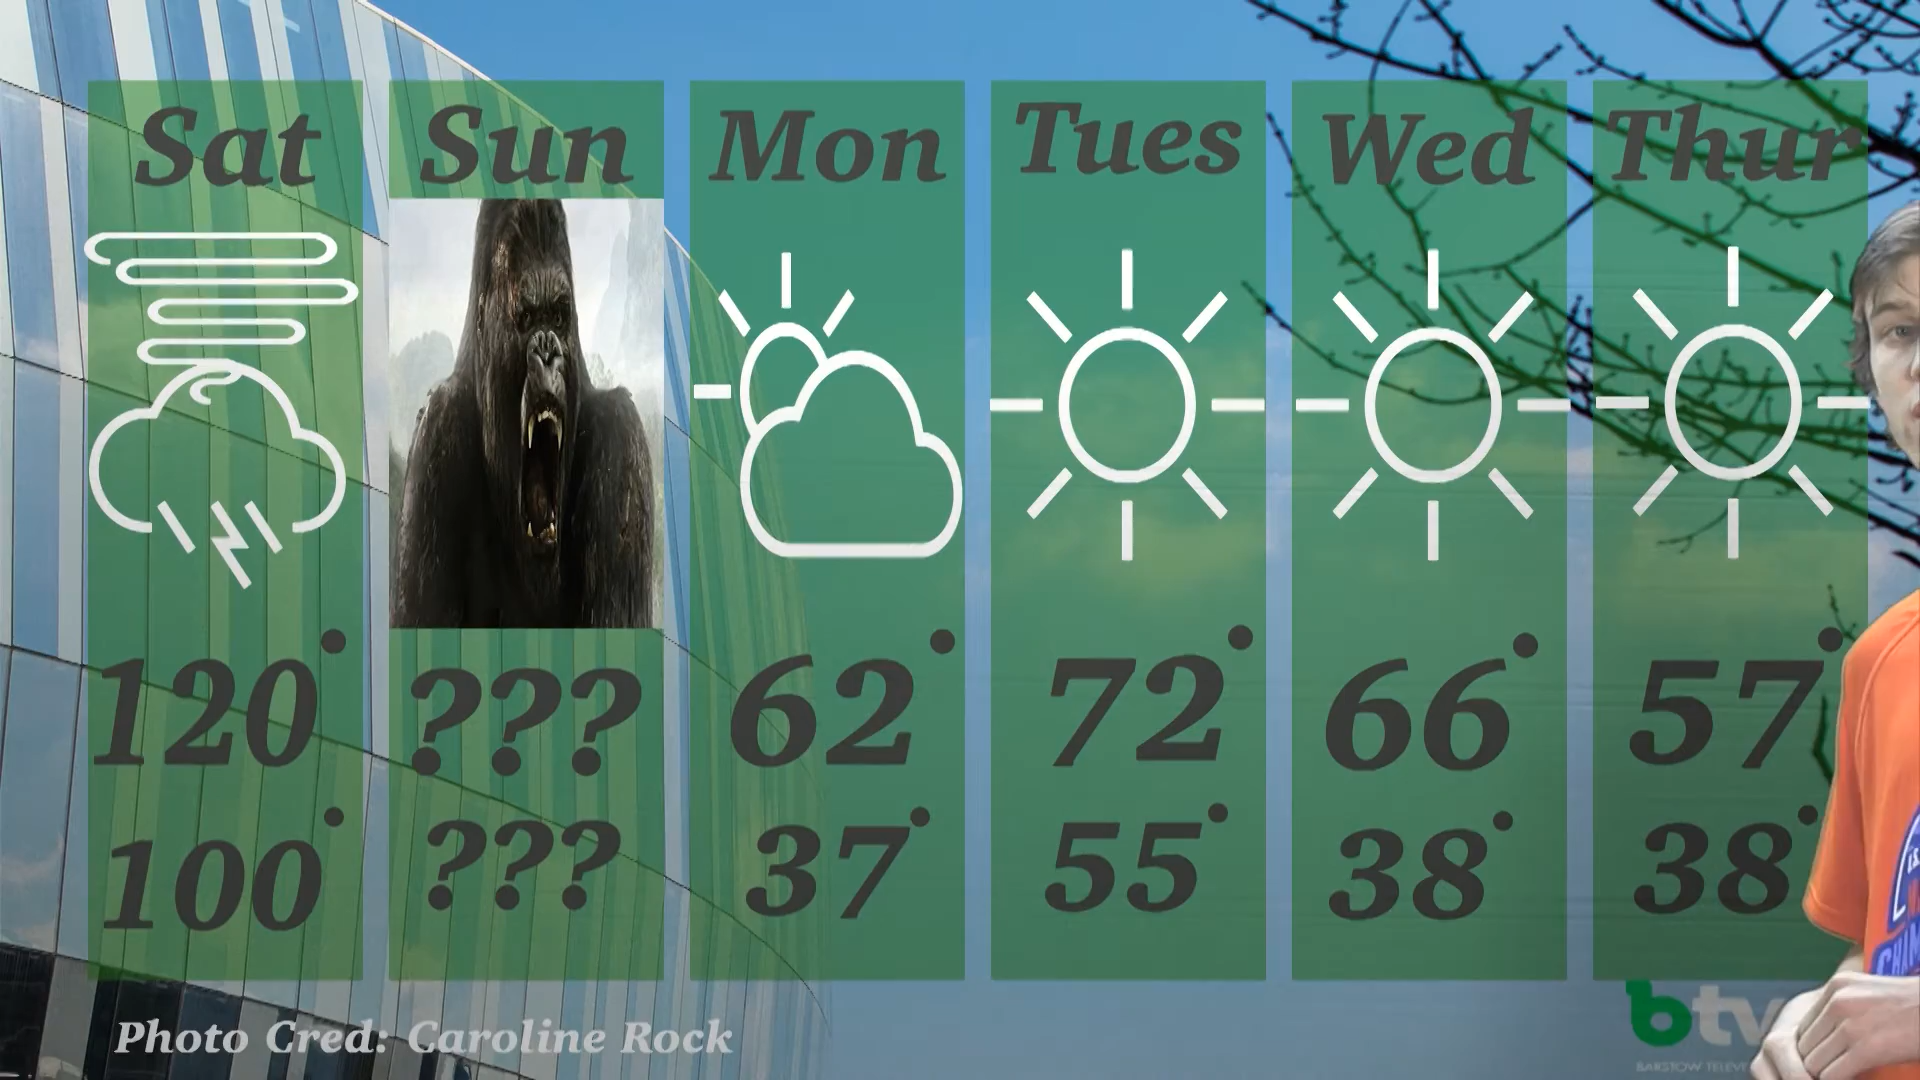 Sat Sun Mon Tues Wed Thur
120° ??? 62° 72° 66° 57°
100° ??? 37° 55° 38° 38°
Photo Cred: Caroline Rock
btv
BARSTOW